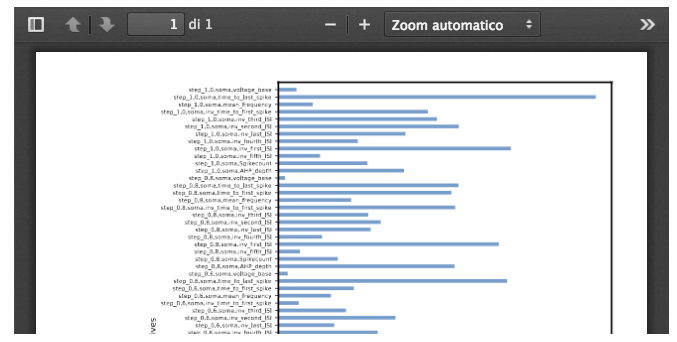 1 di 1 Zoom automatico
step_1.0.soma.voltage_base
step_1.0.soma.time_to_last_spike
step_1.0.soma.mean_frequency
step_1.0.soma.inv_time_to_first_spike
step_1.0.soma.inv_third_ISI
step_1.0.soma.inv_second_ISI
step_1.0.soma.inv_last_ISI
step_1.0.soma.inv_fourth_ISI
step_1.0.soma.inv_first_ISI
step_1.0.soma.inv_fifth_ISI
step_1.0.soma.Spikecount
step_1.0.soma.AHP_depth
step_0.8.soma.voltage_base
step_0.8.soma.time_to_last_spike
step_0.8.soma.time_to_first_spike
step_0.8.soma.mean_frequency
step_0.8.soma.inv_time_to_first_spike
step_0.8.soma.inv_third_ISI
step_0.8.soma.inv_second_ISI
step_0.8.soma.inv_last_ISI
step_0.8.soma.inv_fourth_ISI
step_0.8.soma.inv_first_ISI
step_0.8.soma.inv_fifth_ISI
step_0.8.soma.Spikecount
step_0.8.soma.AHP_depth
step_0.6.soma.voltage_base
step_0.6.soma.time_to_last_spike
step_0.6.soma.time_to_first_spike
step_0.6.soma.mean_frequency
step_0.6.soma.inv_time_to_first_spike
step_0.6.soma.inv_third_ISI
step_0.6.soma.inv_second_ISI
step_0.6.soma.inv_last_ISI
step_0.6.soma.inv_fourth_ISI
ives